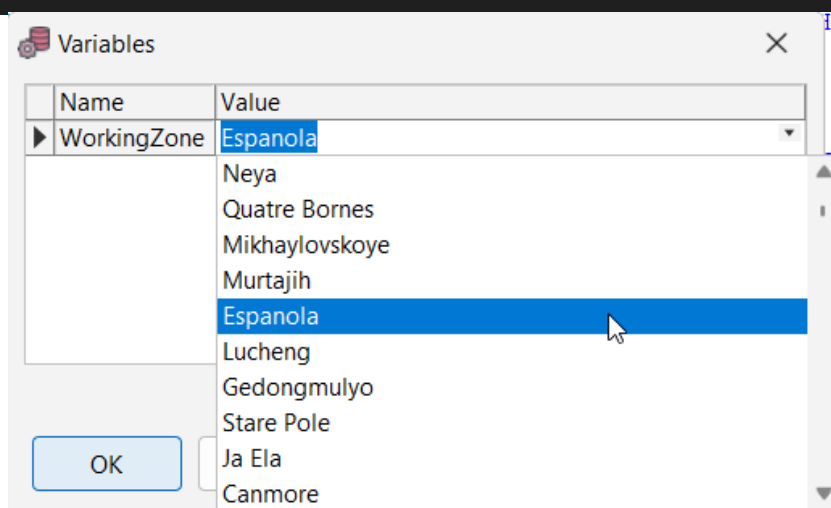 Variables
Name Value
WorkingZone Espanola
Neya
Quatre Bornes
Mikhaylovskoye
Murtajih
Espanola
Lucheng
Gedongmulyo
Stare Pole
Ja Ela
Canmore
OK